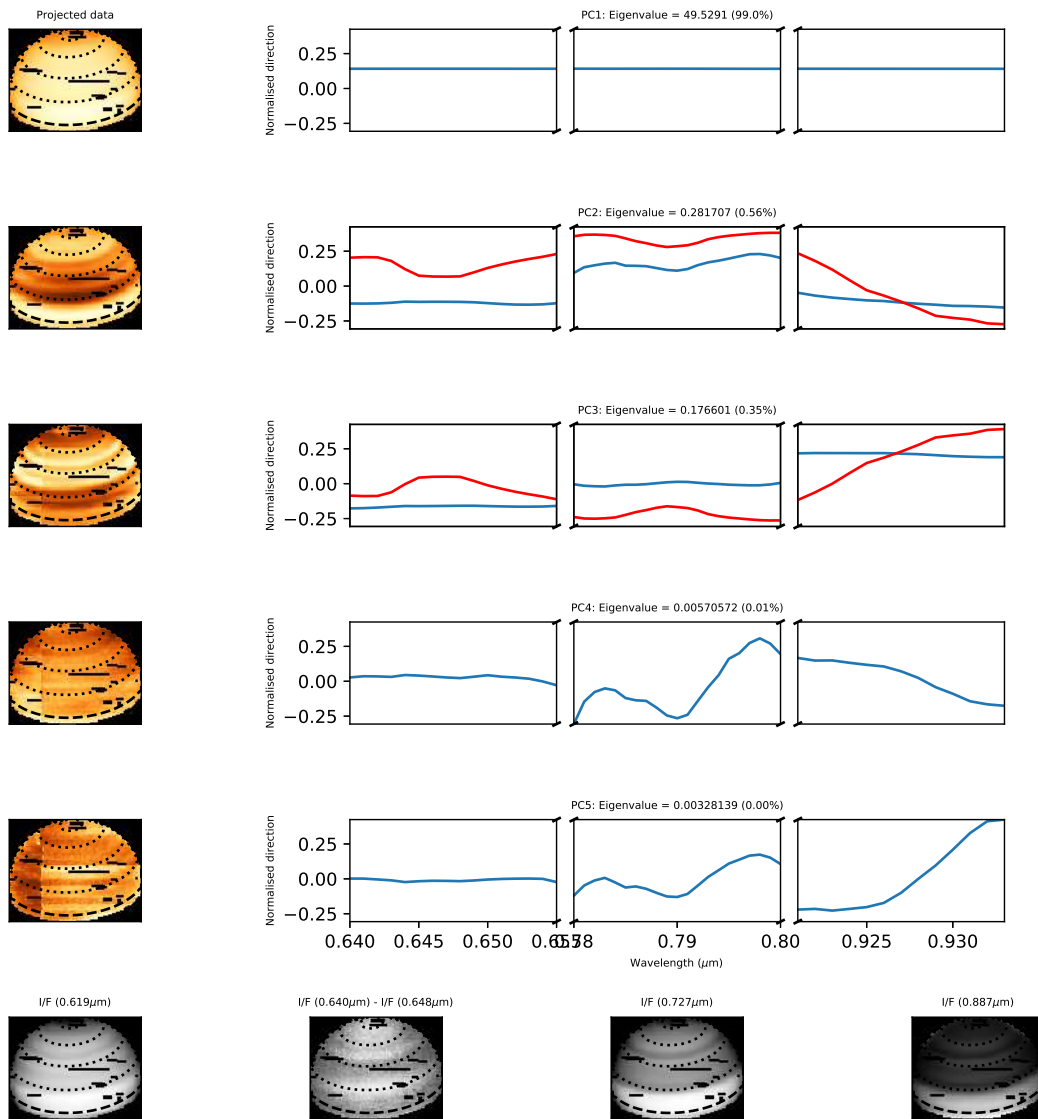 Projected data
PC1: Eigenvalue = 49.5291 (99.0%)
Normalised direction
0.25
0.00
−0.25
PC2: Eigenvalue = 0.281707 (0.56%)
Normalised direction
0.25
0.00
−0.25
PC3: Eigenvalue = 0.176601 (0.35%)
Normalised direction
0.25
0.00
−0.25
PC4: Eigenvalue = 0.00570572 (0.01%)
Normalised direction
0.25
0.00
−0.25
PC5: Eigenvalue = 0.00328139 (0.00%)
Normalised direction
0.25
0.00
−0.25
0.640 0.645 0.650 0.655 0.78 0.79 0.80 0.925 0.930
Wavelength (μm)
I/F (0.619μm) I/F (0.640μm) - I/F (0.648μm) I/F (0.727μm) I/F (0.887μm)